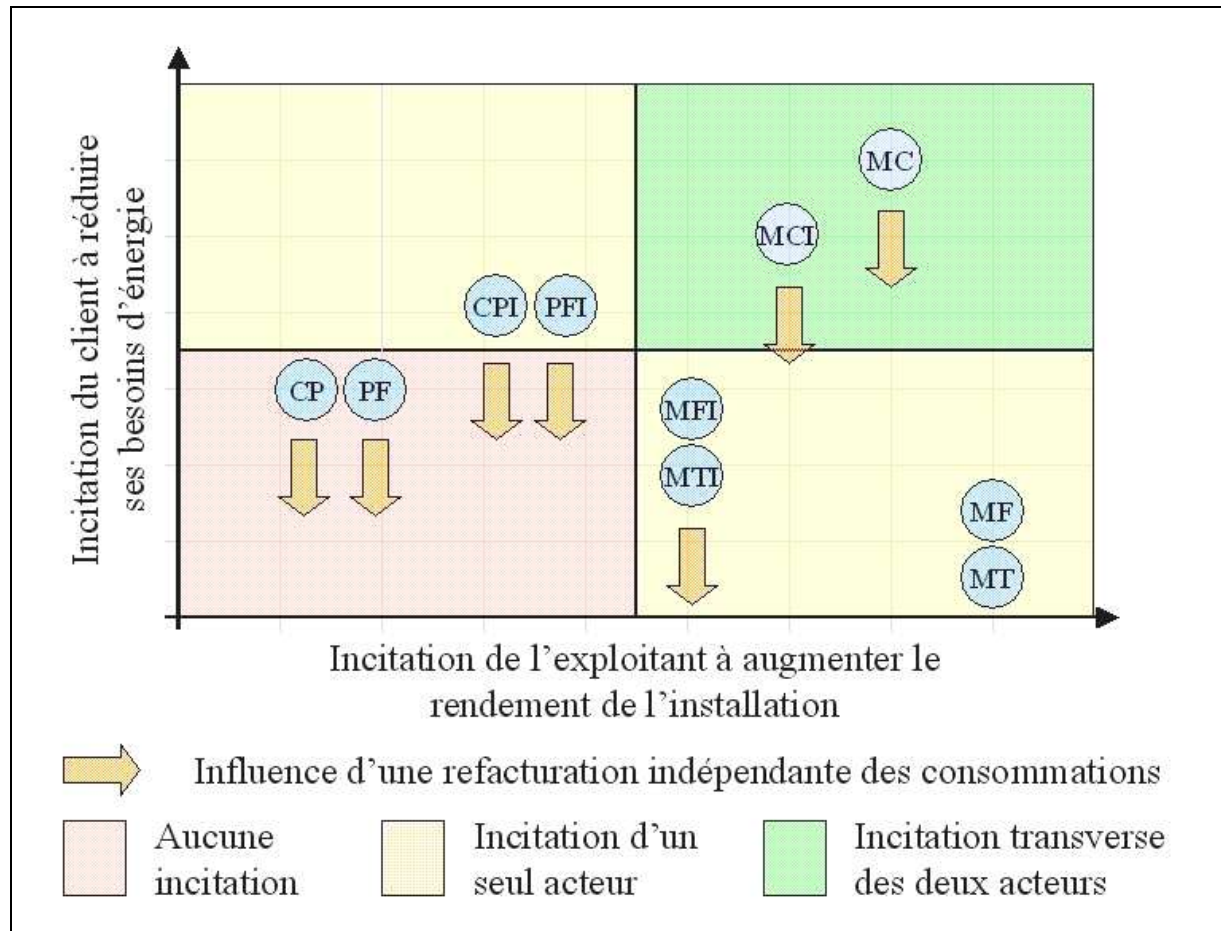 Incitation du client à réduire
ses besoins d’énergie
MC
MCI
CPI
PFI
CP
PF
MFI
MTI
MF
MT
Incitation de l’exploitant à augmenter le
rendement de l’installation
Influence d’une refacturation indépendante des consommations
Aucune
incitation
Incitation d’un
seul acteur
Incitation transverse
des deux acteurs